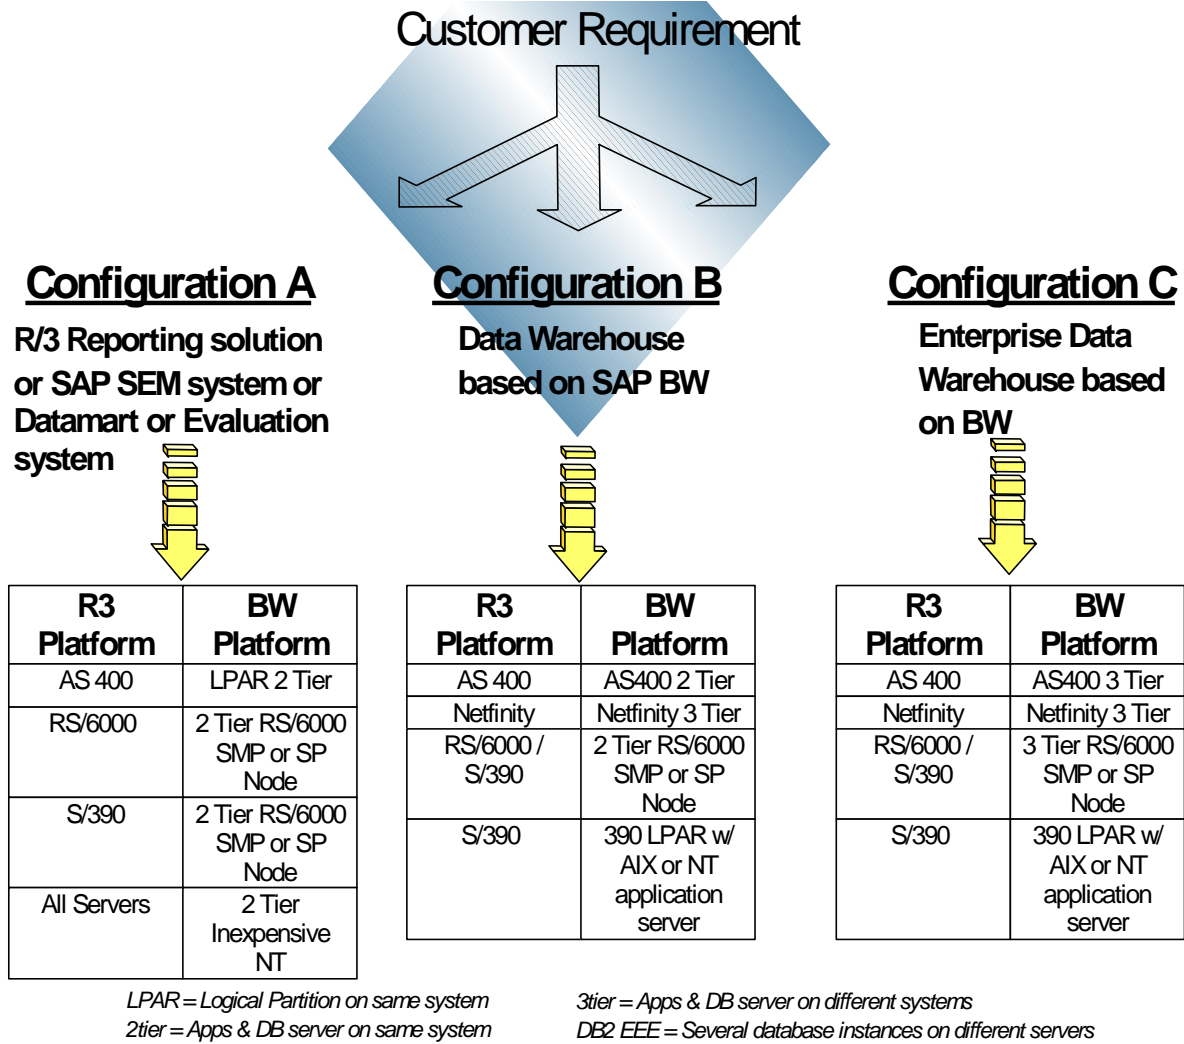 Customer Requirement
Configuration A
R/3 Reporting solution
or SAP SEM system or
Datamart or Evaluation
system
R3
Platform
BW
Platform
AS 400
LPAR 2 Tier
RS/6000
2 Tier RS/6000
SMP or SP
Node
S/390
2 Tier RS/6000
SMP or SP
Node
All Servers
2 Tier
Inexpensive
NT
Configuration B
Data Warehouse
based on SAP BW
R3
Platform
BW
Platform
AS 400
AS400 2 Tier
Netfinity
Netfinity 3 Tier
RS/6000 /
S/390
2 Tier RS/6000
SMP or SP
Node
S/390
390 LPAR w/
AIX or NT
application
server
Configuration C
Enterprise Data
Warehouse based
on BW
R3
Platform
BW
Platform
AS 400
AS400 3 Tier
Netfinity
Netfinity 3 Tier
RS/6000 /
S/390
3 Tier RS/6000
SMP or SP
Node
S/390
390 LPAR w/
AIX or NT
application
server
LPAR = Logical Partition on same system
2tier = Apps & DB server on same system
3tier = Apps & DB server on different systems
DB2 EEE = Several database instances on different servers